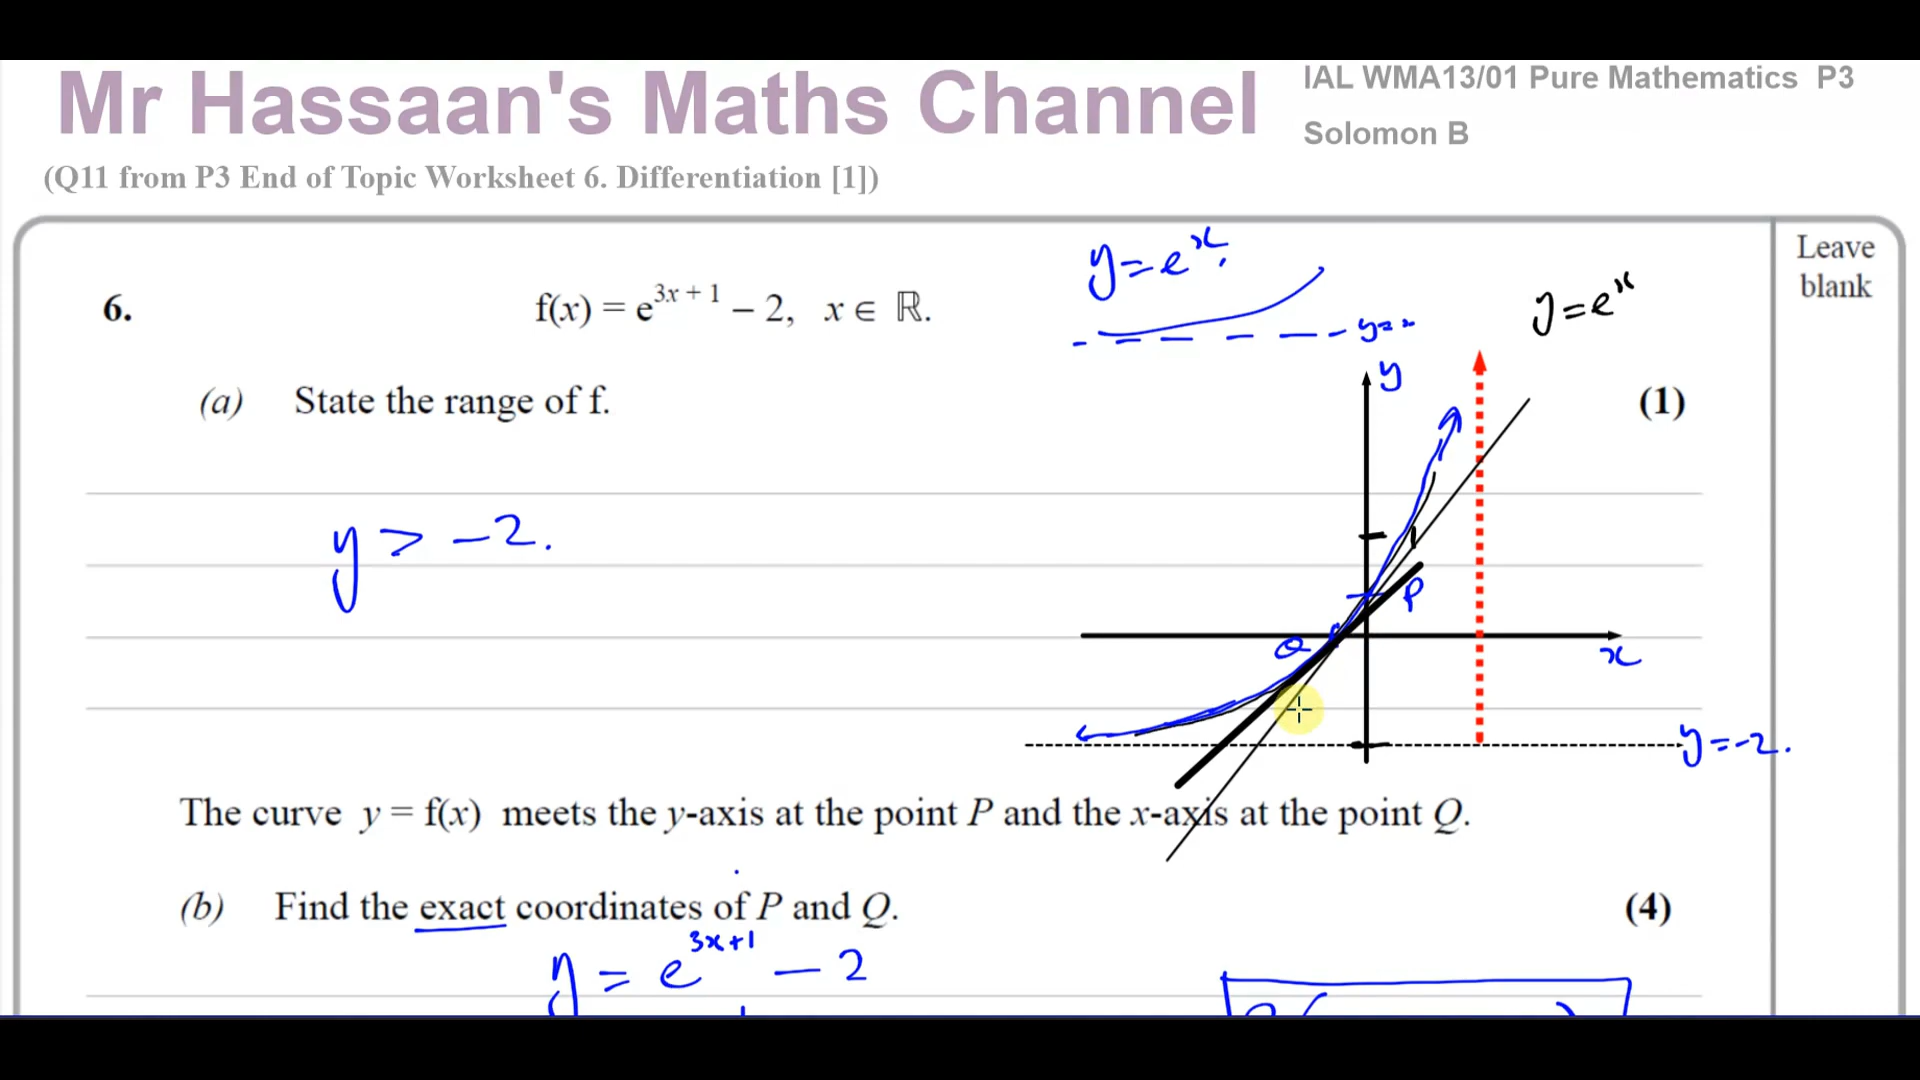 Mr Hassaan's Maths Channel
IAL WMA13/01 Pure Mathematics P3
Solomon B
(Q11 from P3 End of Topic Worksheet 6. Differentiation [1])
Leave
blank
6. f(x) = e^{3x + 1} – 2, x ∈ ℝ.
y = e^x.
y = e^x
y
(a) State the range of f. (1)
y > -2.
P
Q
x
y = -2.
The curve y = f(x) meets the y-axis at the point P and the x-axis at the point Q.
(b) Find the exact coordinates of P and Q. (4)
y = e^{3x+1} - 2